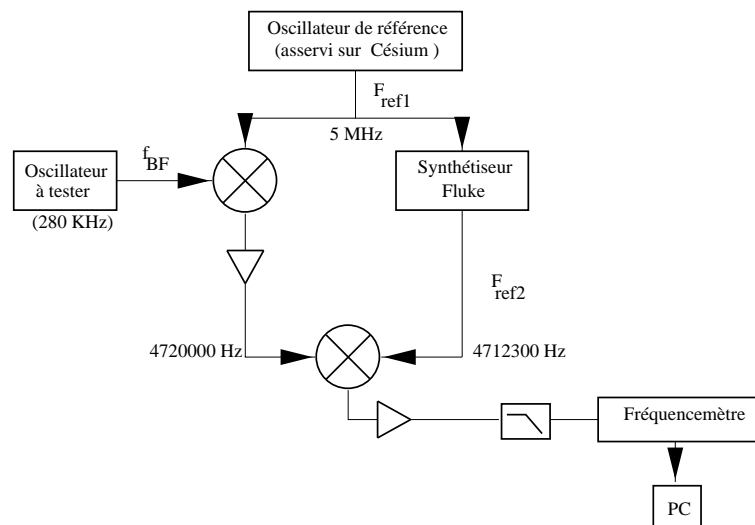 Oscillateur de référence
(asservi sur Césium )
F ref1
5 MHz
f BF
Oscillateur
à tester
(280 KHz)
Synthétiseur
Fluke
F ref2
4720000 Hz
4712300 Hz
Fréquencemètre
PC